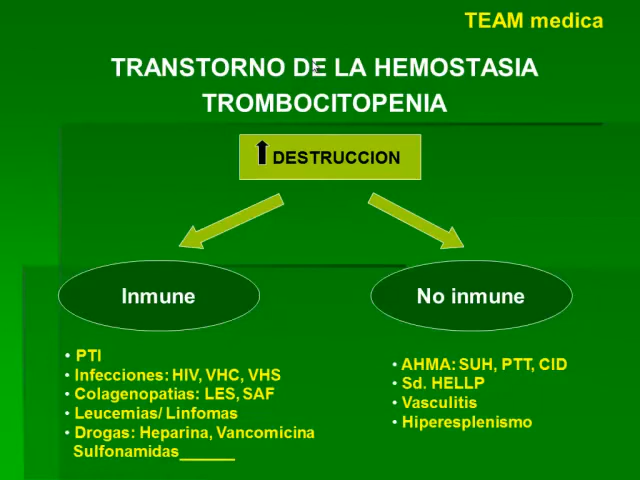 TEAM medica
TRANSTORNO DE LA HEMOSTASIA
TROMBOCITOPENIA
DESTRUCCION
Inmune
No inmune
• PTI
• Infecciones: HIV, VHC, VHS
• Colagenopatias: LES, SAF
• Leucemias/ Linfomas
• Drogas: Heparina, Vancomicina
Sulfonamidas______
• AHMA: SUH, PTT, CID
• Sd. HELLP
• Vasculitis
• Hiperesplenismo